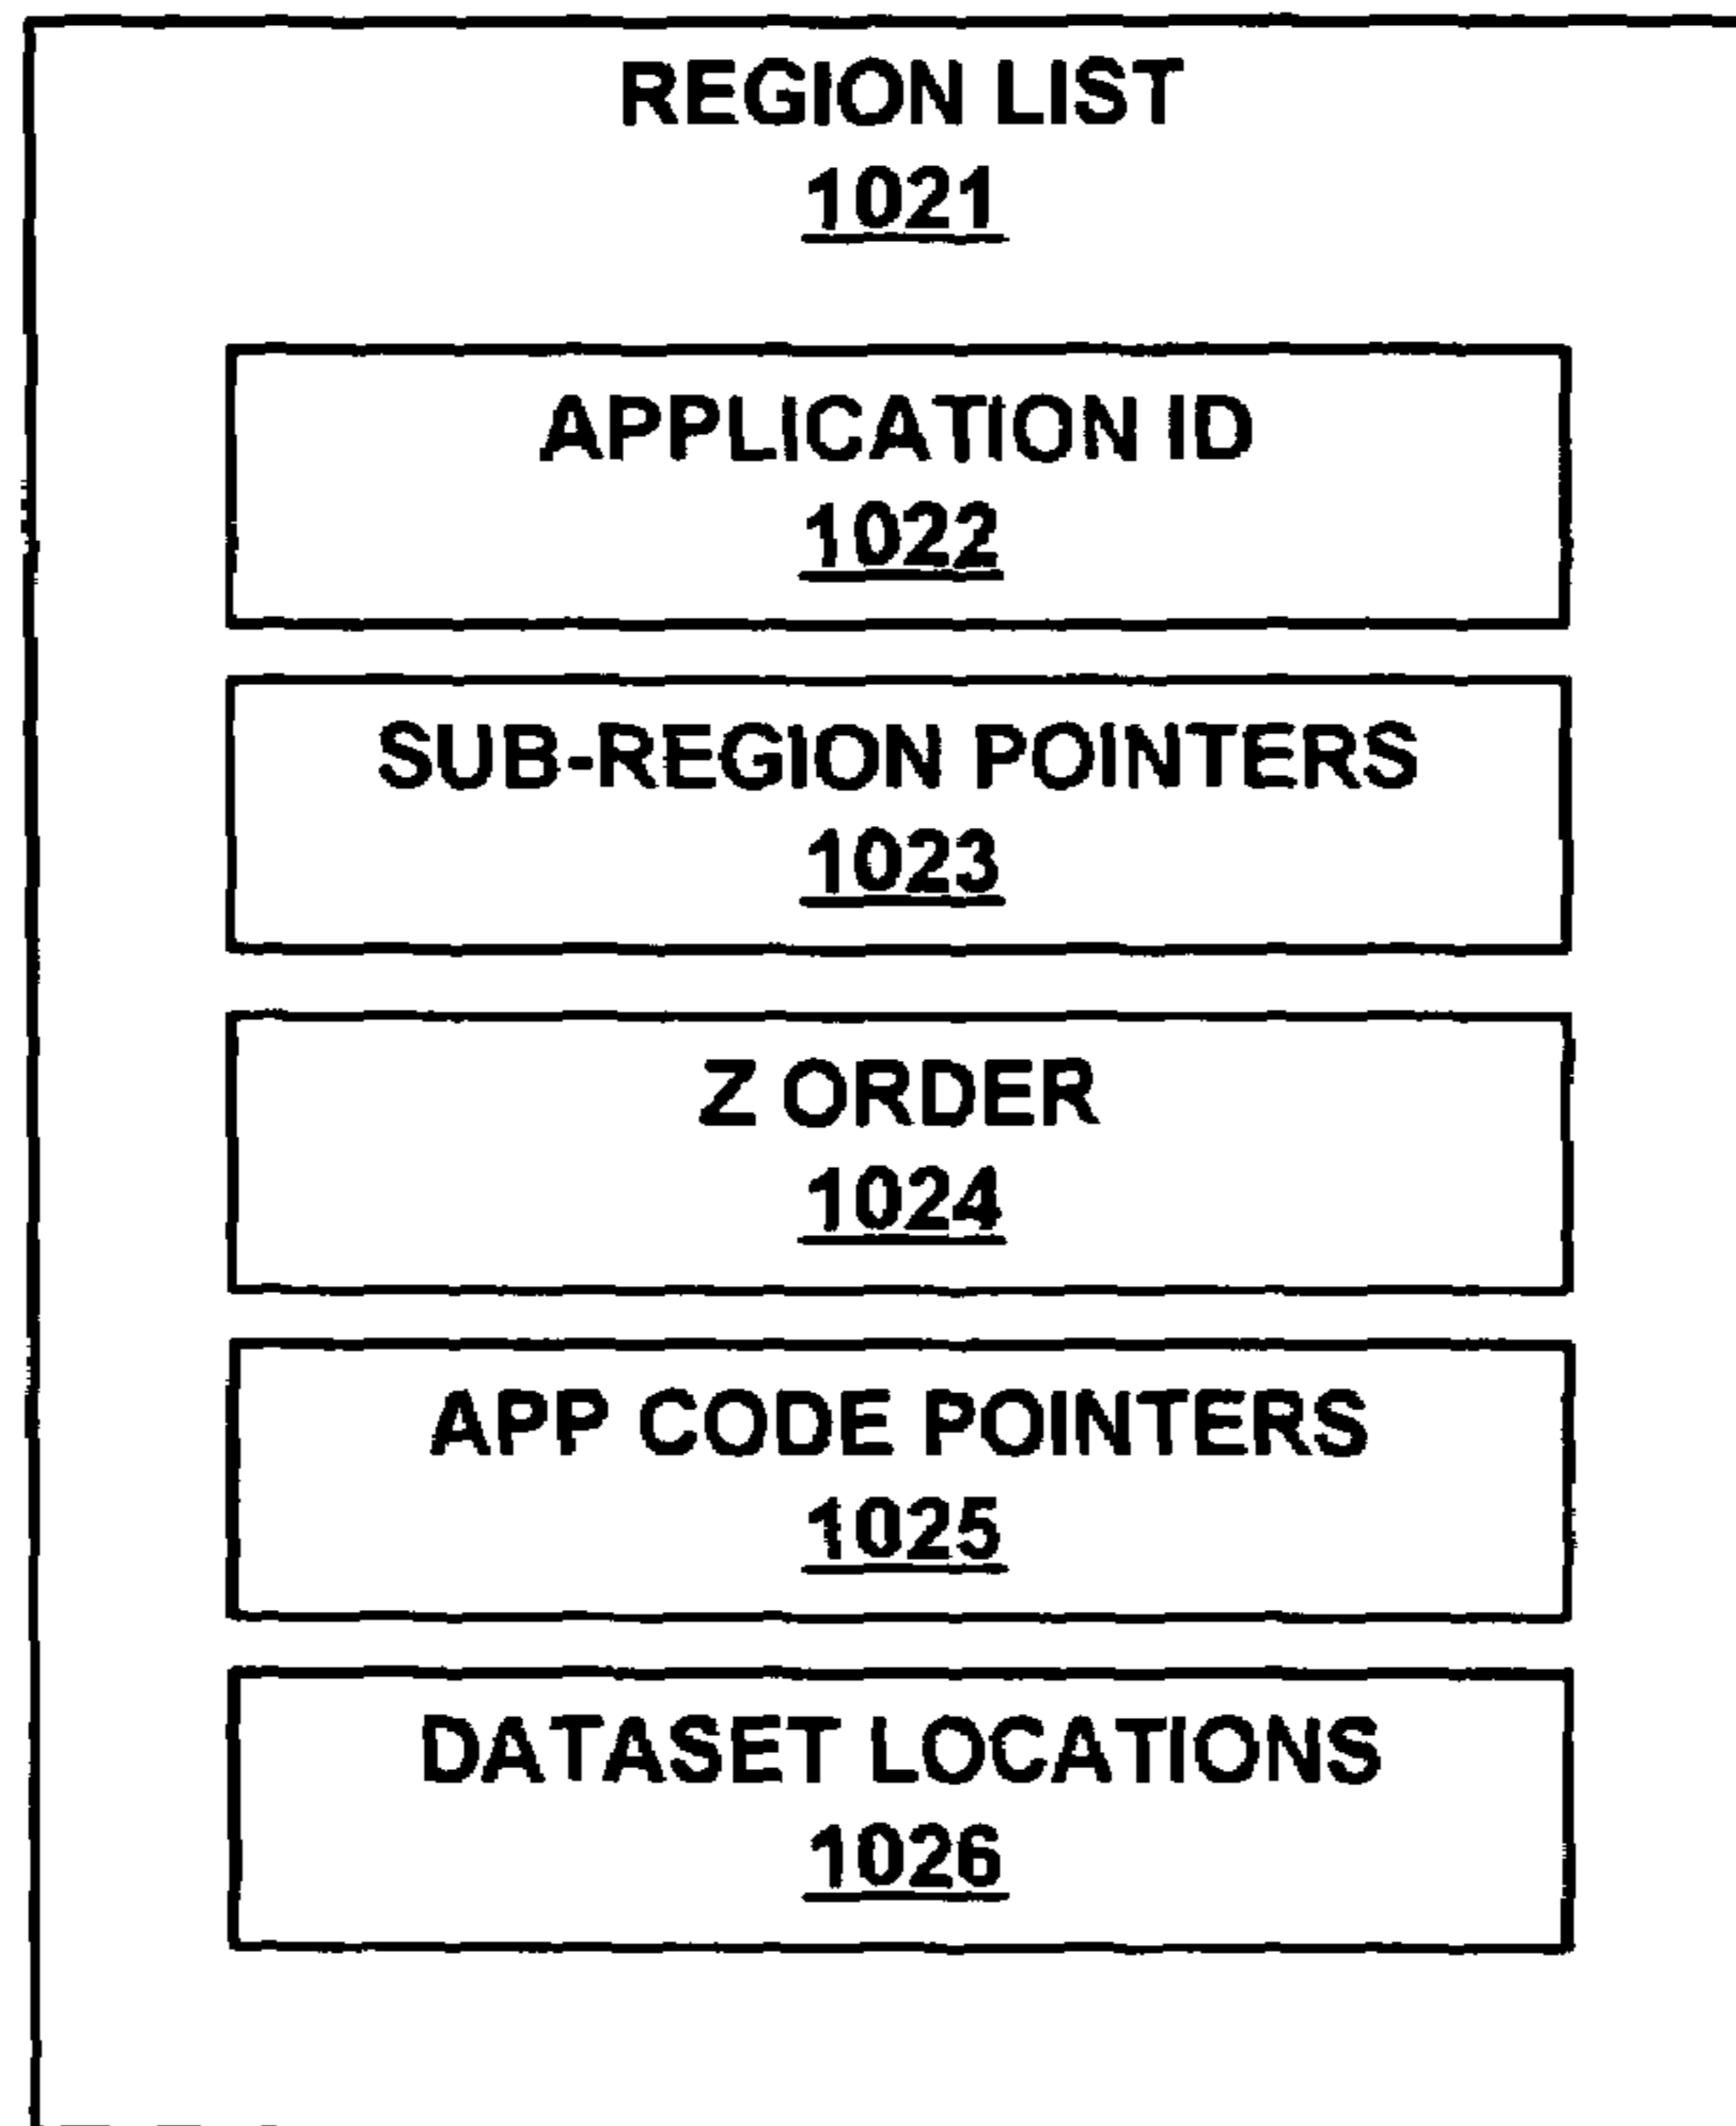 REGION LIST
1021
APPLICATION ID
1022
SUB-REGION POINTERS
1023
Z ORDER
1024
APP CODE POINTERS
1025
DATASET LOCATIONS
1026